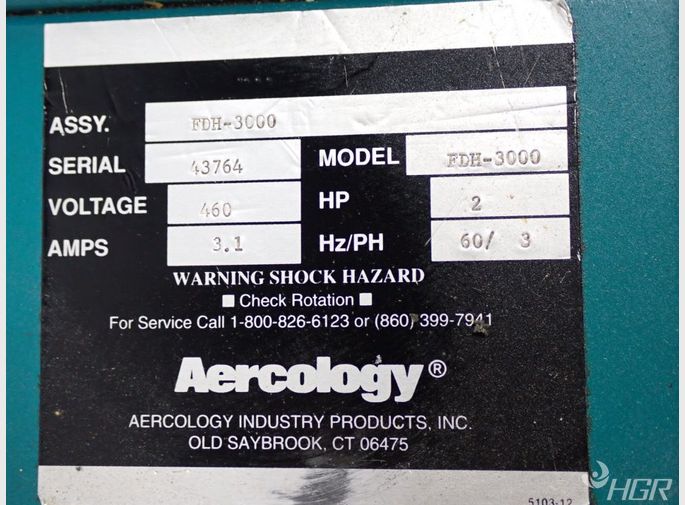 ASSY. FDH-3000
SERIAL 43764 MODEL FDH-3000
VOLTAGE 460 HP 2
AMPS 3.1 Hz/PH 60/ 3
WARNING SHOCK HAZARD
■ Check Rotation ■
For Service Call 1-800-826-6123 or (860) 399-7941
Aercology®
AERCOLOGY INDUSTRY PRODUCTS, INC.
OLD SAYBROOK, CT 06475
5103-12
HGR